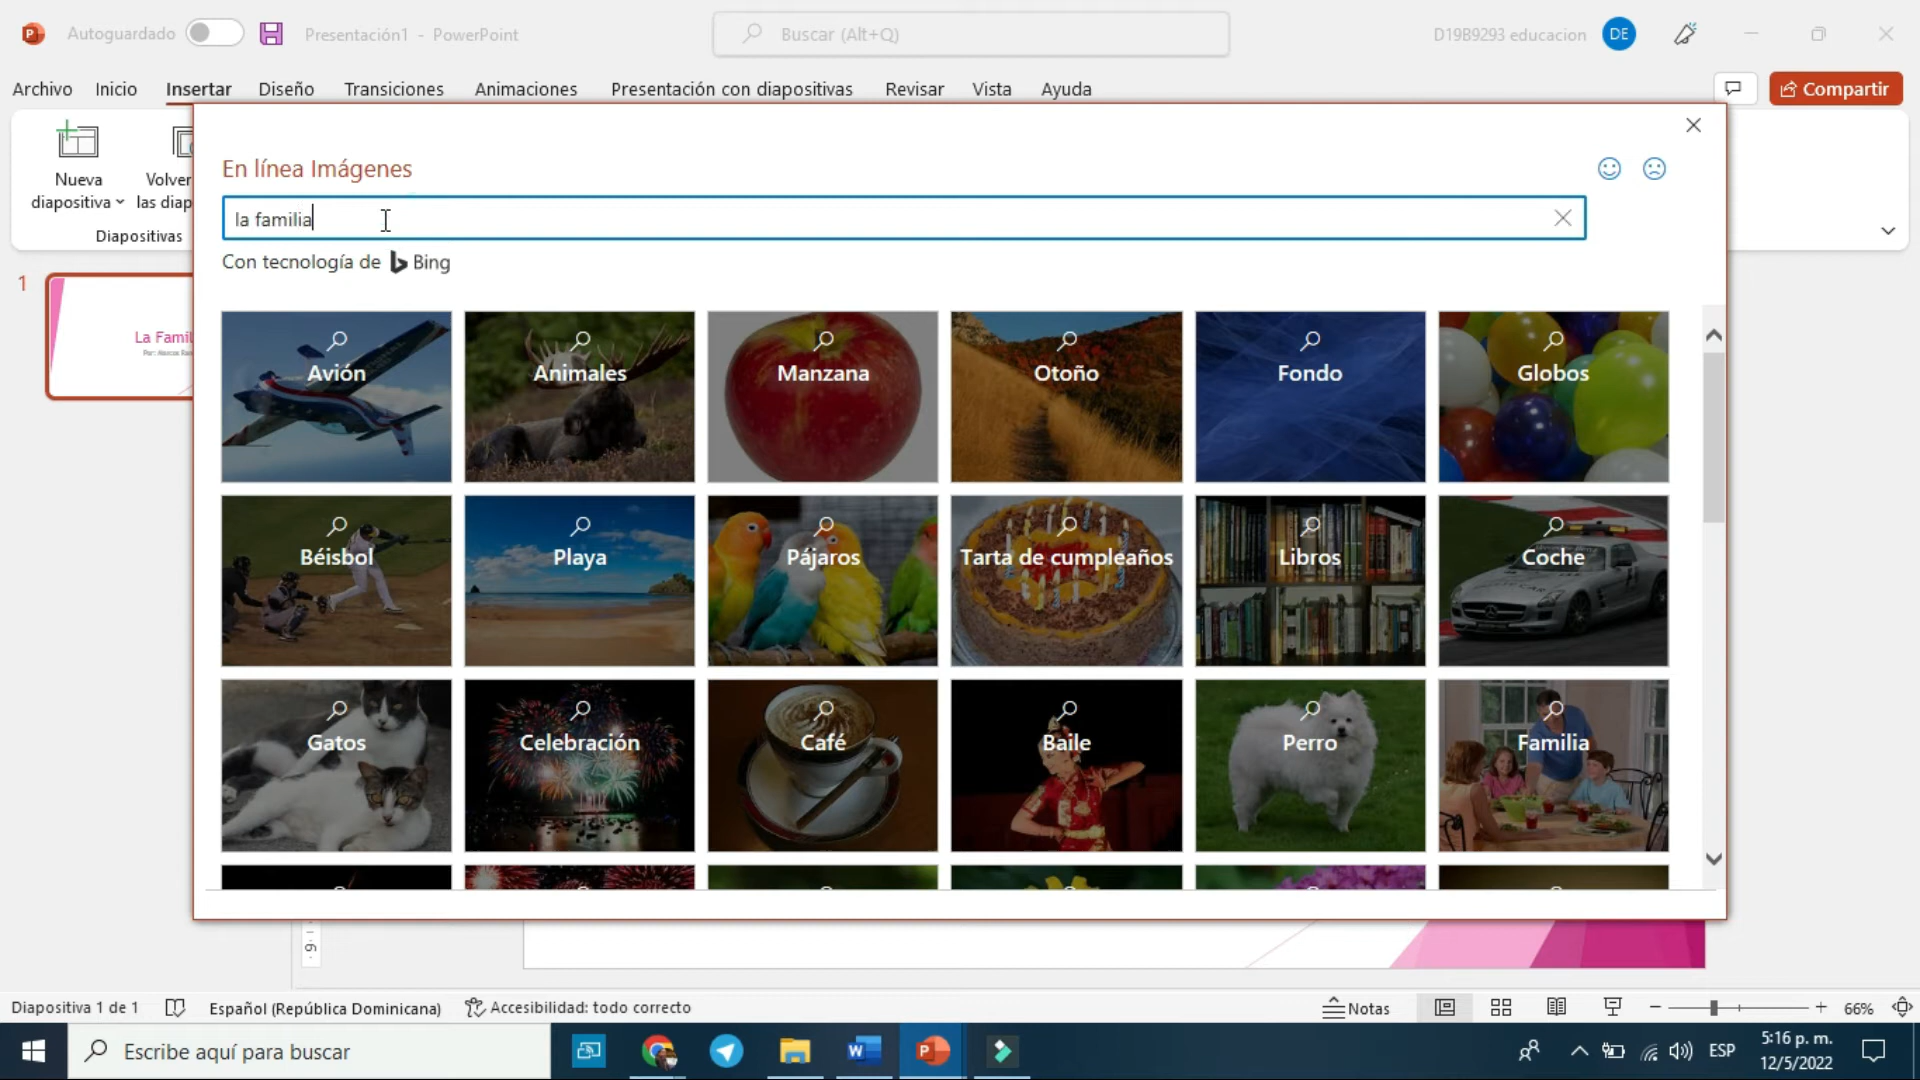 Autoguardado
Presentación1 - PowerPoint
Buscar (Alt+Q)
D19B9293 educacion
DE
Archivo Inicio Insertar Diseño Transiciones Animaciones Presentación con diapositivas Revisar Vista Ayuda
Compartir
Nueva
diapositiva
Volver
las diap
Diapositivas
En línea Imágenes
la familia
Con tecnología de Bing
1
La Famil
Avión Animales Manzana Otoño Fondo Globos
Béisbol Playa Pájaros Tarta de cumpleaños Libros Coche
Gatos Celebración Café Baile Perro Familia
Diapositiva 1 de 1
Español (República Dominicana)
Accesibilidad: todo correcto
Notas
66%
Escribe aquí para buscar
ESP
5:16 p. m.
12/5/2022